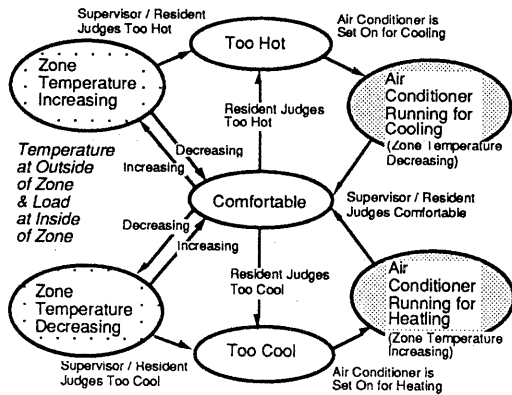 Supervisor / Resident
Judges Too Hot
Too Hot
Air Conditioner is
Set On for Cooling
Zone
Temperature
Increasing
Resident Judges
Too Hot
Air
Conditioner
Running for
Cooling
(Zone Temperature
Decreasing)
Decreasing
Increasing
Temperature
at Outside
of Zone
& Load
at Inside
of Zone
Comfortable
Supervisor / Resident
Judges Comfortable
Decreasing
Increasing
Resident Judges
Too Cool
Zone
Temperature
Decreasing
Air
Conditioner
Running for
Heatling
(Zone Temperature
Increasing)
Supervisor / Resident
Judges Too Cool
Too Cool
Air Conditioner is
Set On for Heating